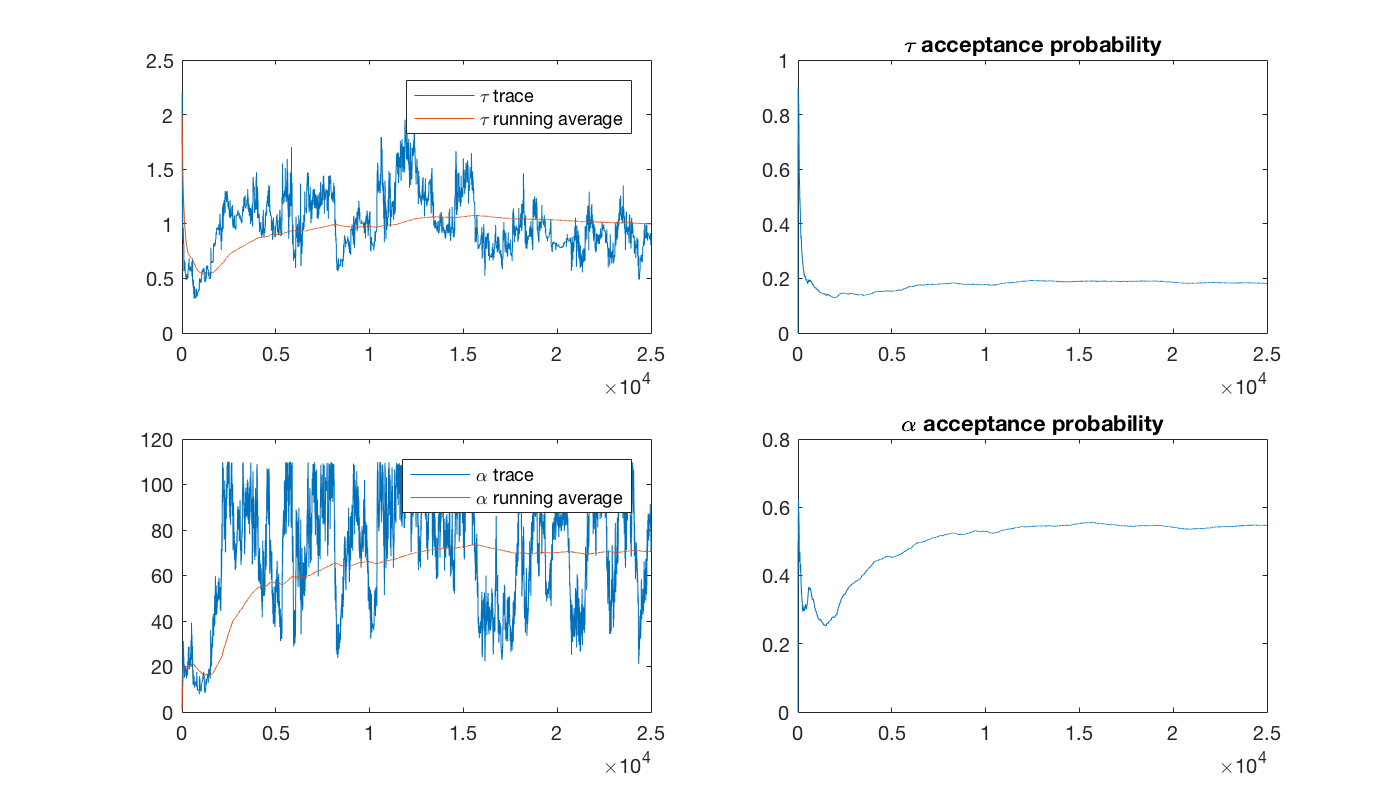 τ acceptance probability
2.5
2
1.5
1
0.5
0
τ trace
τ running average
0 0.5 1 1.5 2 2.5
×10⁴
1
0.8
0.6
0.4
0.2
0
0 0.5 1 1.5 2 2.5
×10⁴
α acceptance probability
120
100
80
60
40
20
0
α trace
α running average
0 0.5 1 1.5 2 2.5
×10⁴
0.8
0.6
0.4
0.2
0
0 0.5 1 1.5 2 2.5
×10⁴